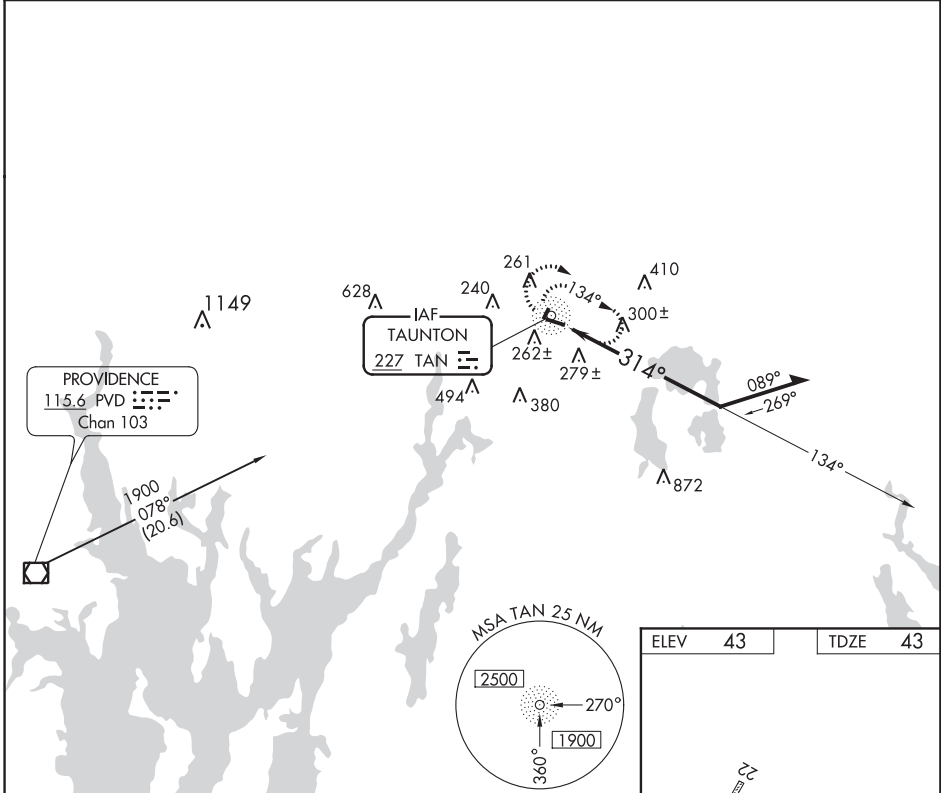 261
410
628
240
134°
1149
300±
IAF
TAUNTON
227 TAN
262±
279±
314°
PROVIDENCE
115.6 PVD
Chan 103
494
380
089°
269°
134°
872
1900
078°
(20.6)
MSA TAN 25 NM
2500
270°
1900
360°
ELEV 43
TDZE 43
22